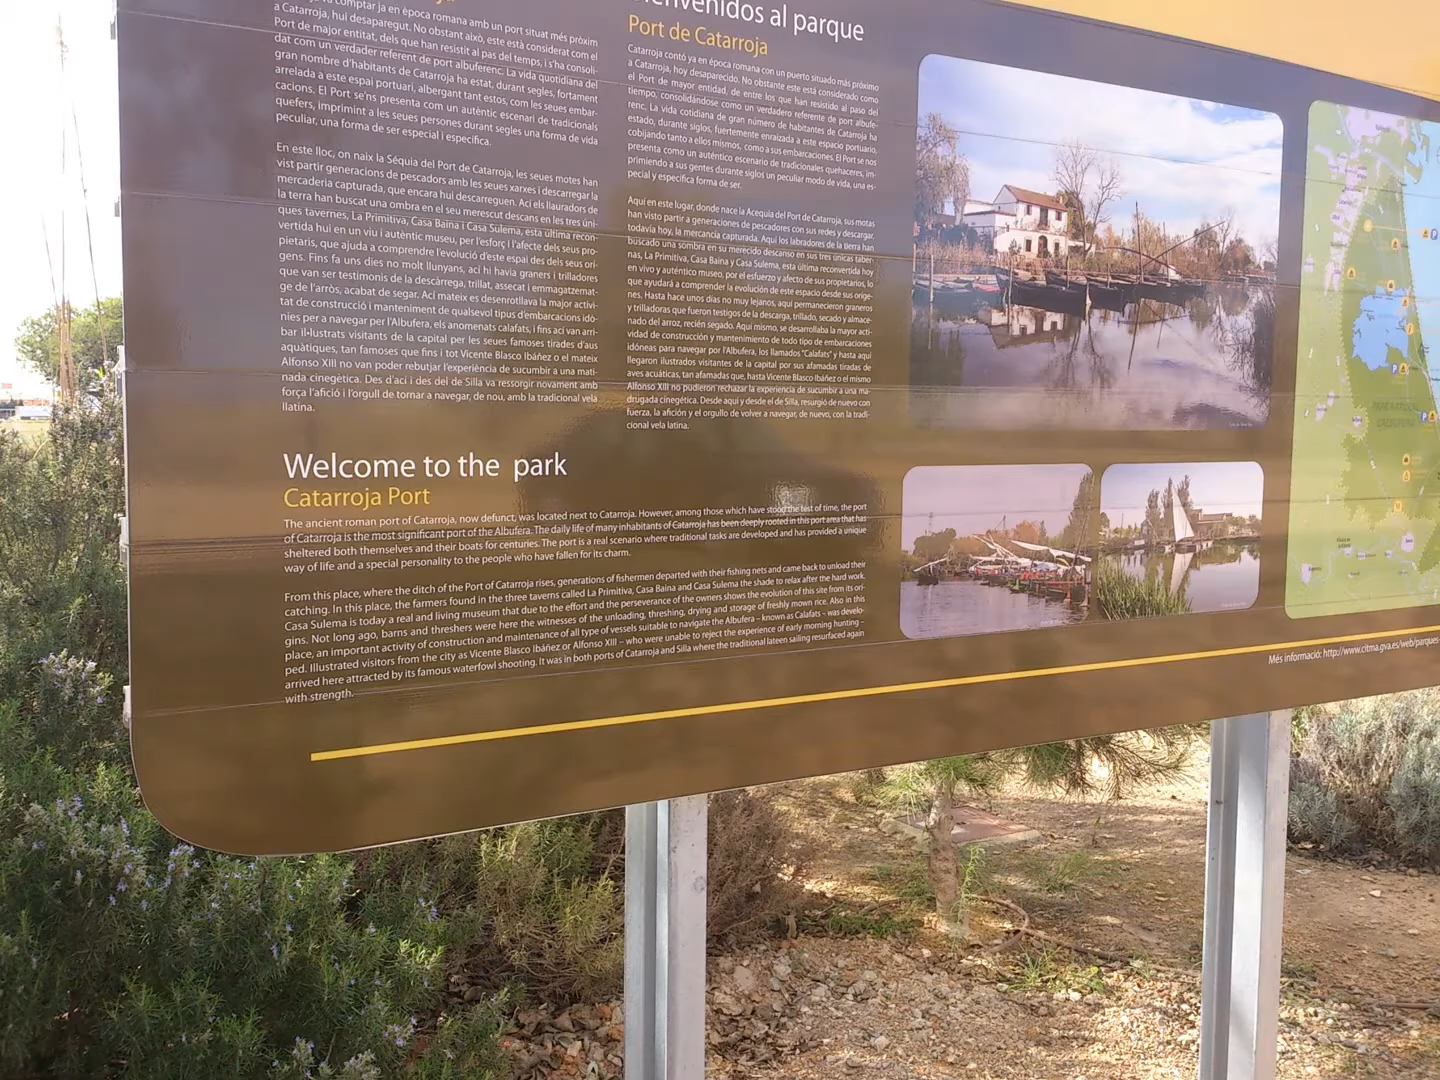 comptar ja en època romana amb un port situat més pròxim
a Catarroja, hui desaparegut. No obstant això, este està considerat com el
Port de major entitat, dels que han resistit al pas del temps, i s'ha consoli-
dat com un verdader referent de port albuferenc. La vida quotidiana del
gran nombre d'habitants de Catarroja ha estat, durant segles, fortament
arrelada a este espai portuari, albergant tant estos, com les seues embar-
cacions. El Port se'ns presenta com un autèntic escenari de tradicionals
quefers, imprimint a les seues persones durant segles una forma de vida
peculiar, una forma de ser especial i específica.
En este lloc, on naix la Séquia del Port de Catarroja, les seues motes han
vist partir generacions de pescadors amb les seues xarxes i descarregar la
mercaderia capturada, que encara hui descarreguen. Ací els llauradors de
la terra han buscat una ombra en el seu merescut descans en les tres úni-
ques tavernes, La Primitiva, Casa Baina i Casa Sulema, esta última recon-
vertida hui en un viu i autèntic museu, per l'esforç i l'afecte dels seus pro-
pietaris, que ajuda a comprendre l'evolució d'este espai des dels seus orí-
gens. Fins fa uns dies no molt llunyans, ací hi havia graners i trilladores
que van ser testimonis de la descàrrega, trillat, assecat i emmagatzemat-
ge de l'arròs, acabat de segar. Ací mateix es desenrotllava la major activi-
tat de construcció i manteniment de qualsevol tipus d'embarcacions idò-
nies per a navegar per l'Albufera, els anomenats calafats, i fins ací van arri-
bar il·lustrats visitants de la capital per les seues famoses tirades d'aus
aquàtiques, tan famoses que fins i tot Vicente Blasco Ibáñez o el mateix
Alfonso XIII no van poder rebutjar l'experiència de sucumbir a una mati-
nada cinegètica. Des d'ací i des del de Silla va ressorgir novament amb
força l'afició i l'orgull de tornar a navegar, de nou, amb la tradicional vela
llatina.
Bienvenidos al parque
Port de Catarroja
Catarroja contó ya en época romana con un puerto situado más próximo
a Catarroja, hoy desaparecido. No obstante este está considerado como
el Port de mayor entidad, de entre los que han resistido al paso del
tiempo, consolidándose como un verdadero referente de port albufe-
renc. La vida cotidiana de gran número de habitantes de Catarroja ha
estado, durante siglos, fuertemente enraizada a este espacio portuario,
cobijando tanto a ellos mismos, como a sus embarcaciones. El Port se nos
presenta como un auténtico escenario de tradicionales quehaceres, im-
primiendo a sus gentes durante siglos un peculiar modo de vida, una es-
pecial y específica forma de ser.
Aquí en este lugar, donde nace la Acequia del Port de Catarroja, sus motas
han visto partir a generaciones de pescadores con sus redes y descargar,
todavía hoy, la mercancía capturada. Aquí los labradores de la tierra han
buscado una sombra en su merecido descanso en sus tres únicas taber-
nas, La Primitiva, Casa Baina y Casa Sulema, esta última reconvertida hoy
en vivo y auténtico museo, por el esfuerzo y afecto de sus propietarios, lo
que ayudará a comprender la evolución de este espacio desde sus oríge-
nes. Hasta hace unos días no muy lejanos, aquí permanecieron graneros
y trilladoras que fueron testigos de la descarga, trillado, secado y almace-
nado del arroz, recién segado. Aquí mismo, se desarrollaba la mayor acti-
vidad de construcción y mantenimiento de todo tipo de embarcaciones
idóneas para navegar por l'Albufera, los llamados "Calafats" y hasta aquí
llegaron ilustrados visitantes de la capital por sus afamadas tiradas de
aves acuáticas, tan afamadas que, hasta Vicente Blasco Ibáñez o el mismo
Alfonso XIII no pudieron rechazar la experiencia de sucumbir a una ma-
drugada cinegética. Desde aquí y desde el de Silla, resurgió de nuevo con
fuerza, la afición y el orgullo de volver a navegar, de nuevo, con la tradi-
cional vela latina.
Welcome to the park
Catarroja Port
The ancient roman port of Catarroja, now defunct, was located next to Catarroja. However, among those which have stood the test of time, the port
of Catarroja is the most significant port of the Albufera. The daily life of many inhabitants of Catarroja has been deeply rooted in this port area that has
sheltered both themselves and their boats for centuries. The port is a real scenario where traditional tasks are developed and has provided a unique
way of life and a special personality to the people who have fallen for its charm.
From this place, where the ditch of the Port of Catarroja rises, generations of fishermen departed with their fishing nets and came back to unload their
catching. In this place, the farmers found in the three taverns called La Primitiva, Casa Baina and Casa Sulema the shade to relax after the hard work.
Casa Sulema is today a real and living museum that due to the effort and the perseverance of the owners shows the evolution of this site from its ori-
gins. Not long ago, barns and threshers were here the witnesses of the unloading, threshing, drying and storage of freshly mown rice. Also in this
place, an important activity of construction and maintenance of all type of vessels suitable to navigate the Albufera – known as Calafats – was develo-
ped. Illustrated visitors from the city as Vicente Blasco Ibáñez or Alfonso XIII – who were unable to reject the experience of early morning hunting –
arrived here attracted by its famous waterfowl shooting. It was in both ports of Catarroja and Silla where the traditional lateen sailing resurfaced again
with strength.
Més informació: http://www.citma.gva.es/web/parques-